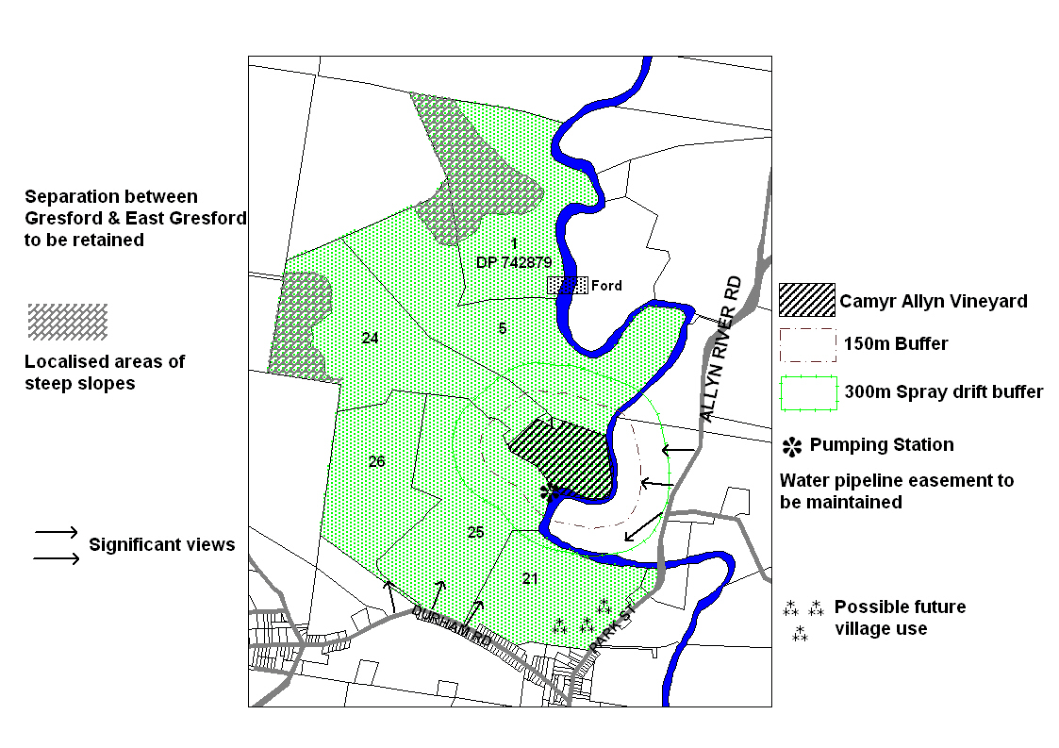 Separation between
Gresford & East Gresford
to be retained
Localised areas of
steep slopes
Significant views
1
DP 742879
Ford
5
24
1
26
25
21
ALLYN RIVER RD
DURHAM RD
PARK ST
Camyr Allyn Vineyard
150m Buffer
300m Spray drift buffer
Pumping Station
Water pipeline easement to
be maintained
Possible future
village use